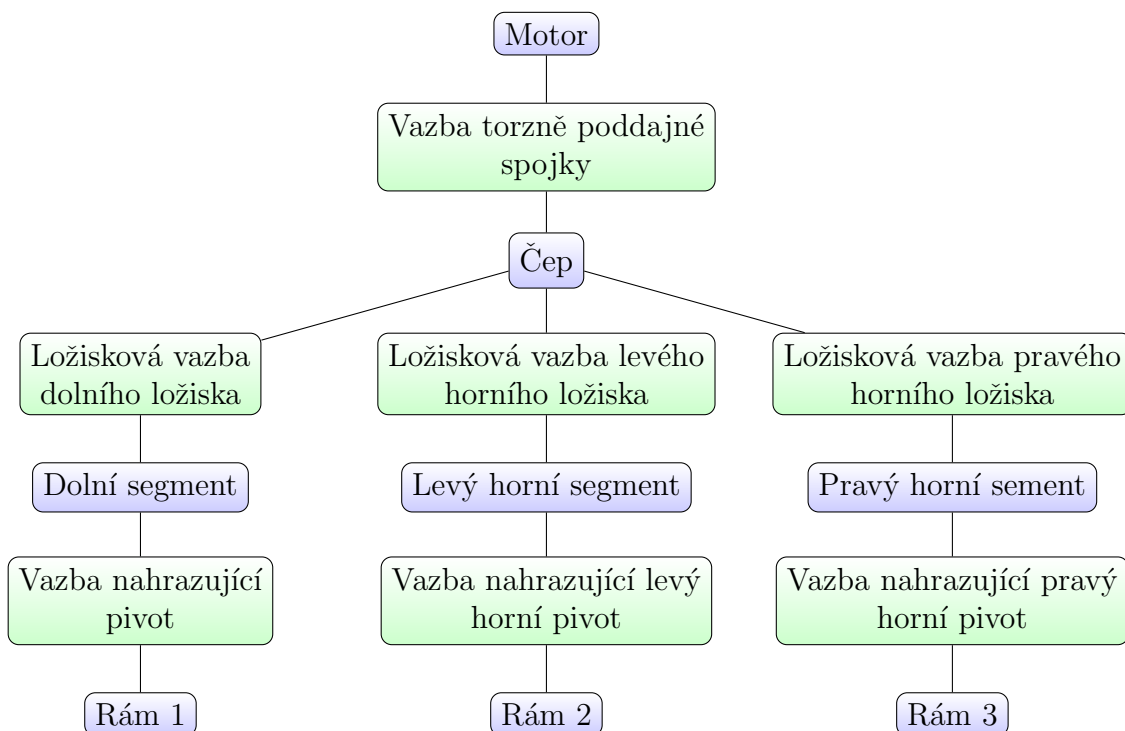 Motor
Vazba torzně poddajné
spojky
Čep
Ložisková vazba
dolního ložiska
Ložisková vazba levého
horního ložiska
Ložisková vazba pravého
horního ložiska
Dolní segment
Levý horní segment
Pravý horní sement
Vazba nahrazující
pivot
Vazba nahrazující levý
horní pivot
Vazba nahrazující pravý
horní pivot
Rám 1
Rám 2
Rám 3